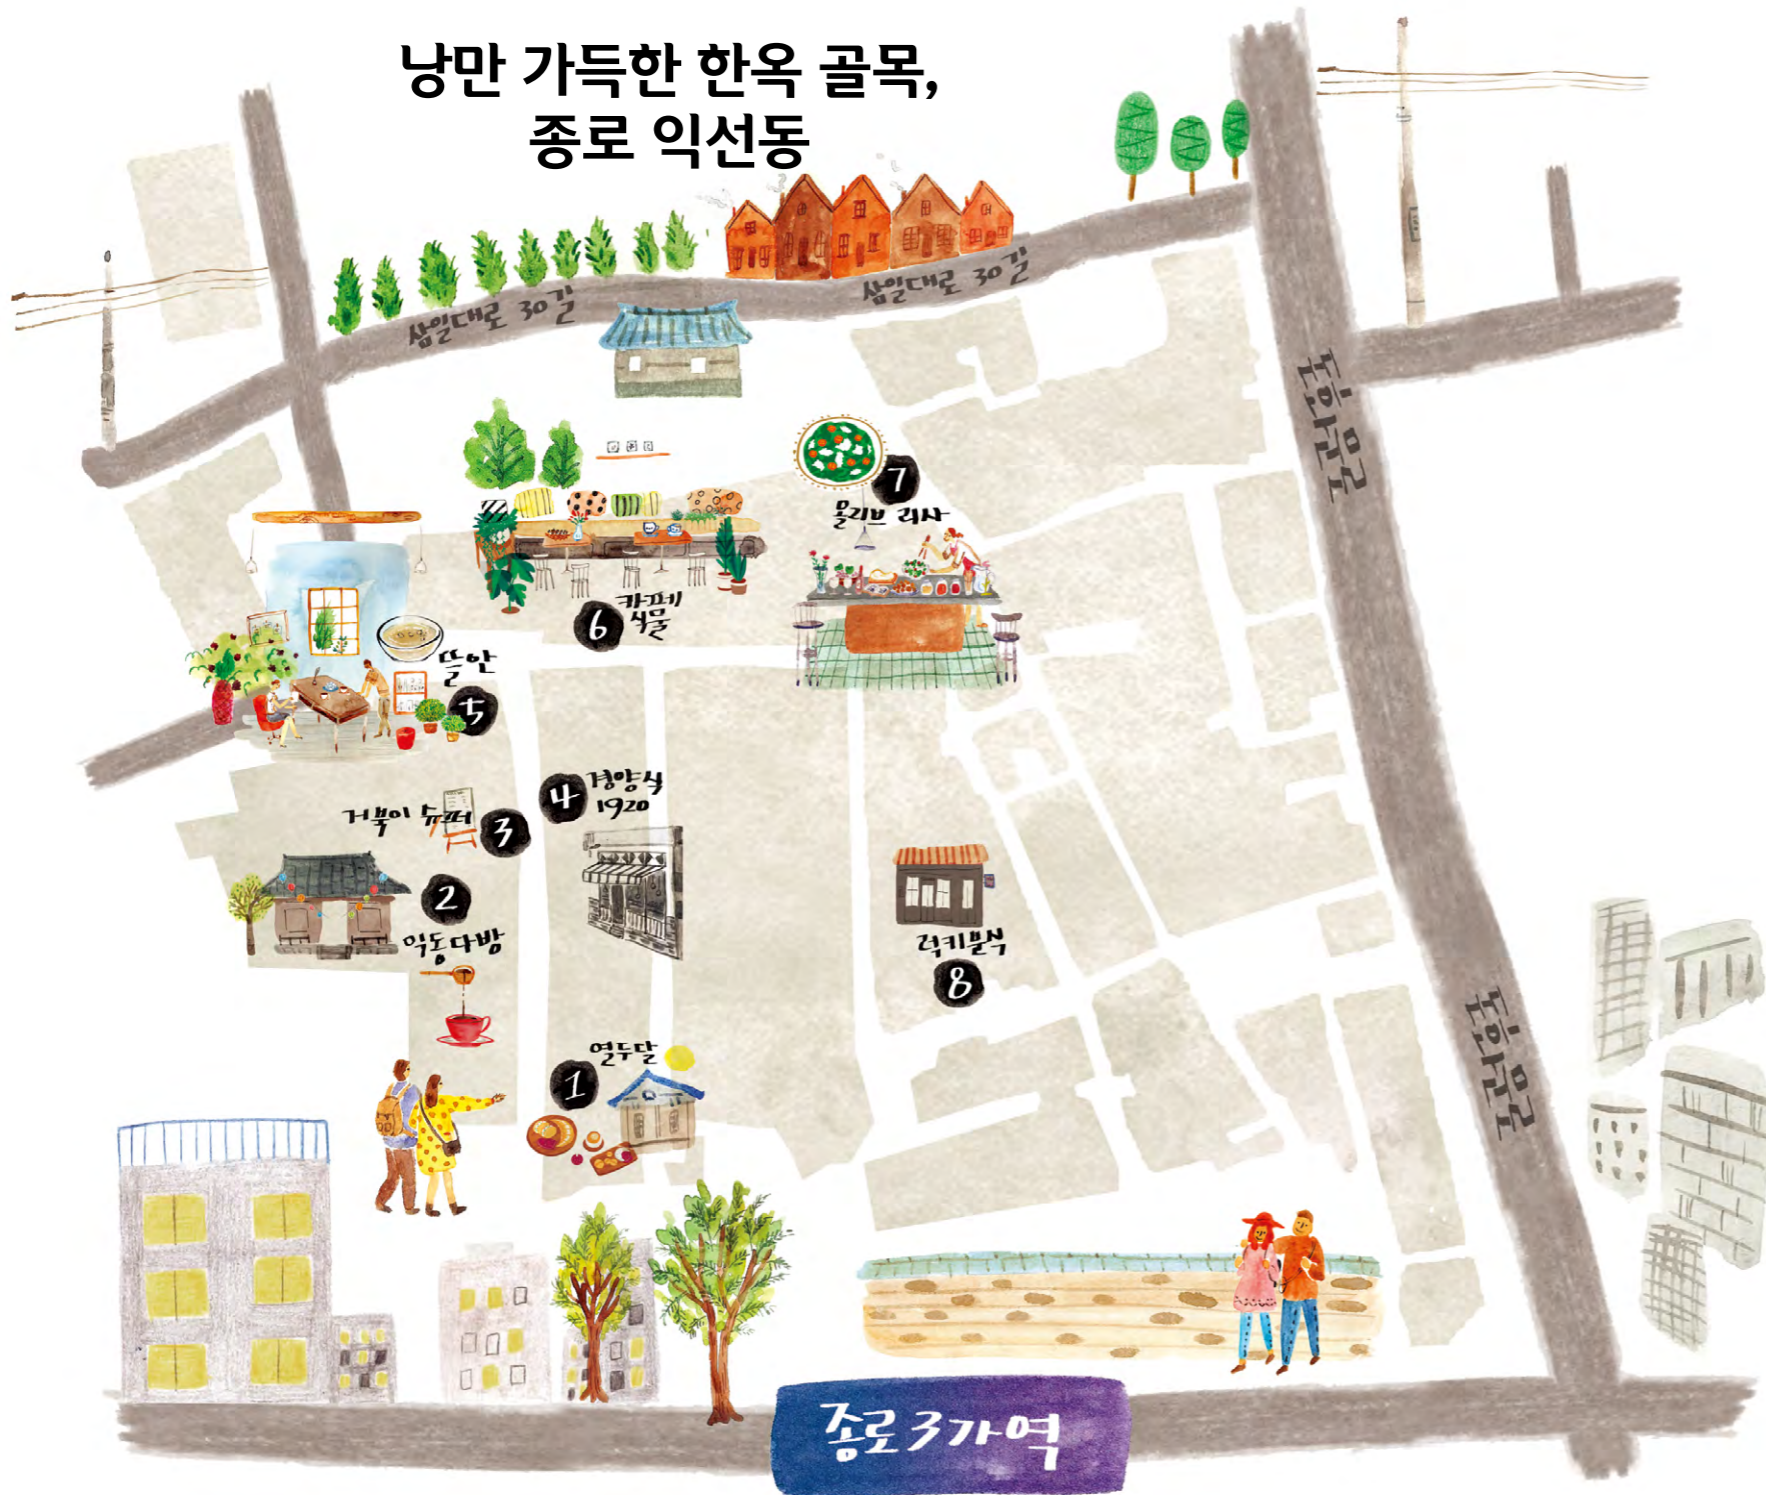 낭만 가득한 한옥 골목,
종로 익선동
삼일대로 30길
삼일대로 30길
돈화문로
7
올리브 리사
6
카페
식물
뜰안
5
4
경양식
1920
거북이 슈퍼
3
2
익동다방
럭키분식
8
돈화문로
열두달
1
종로3가역